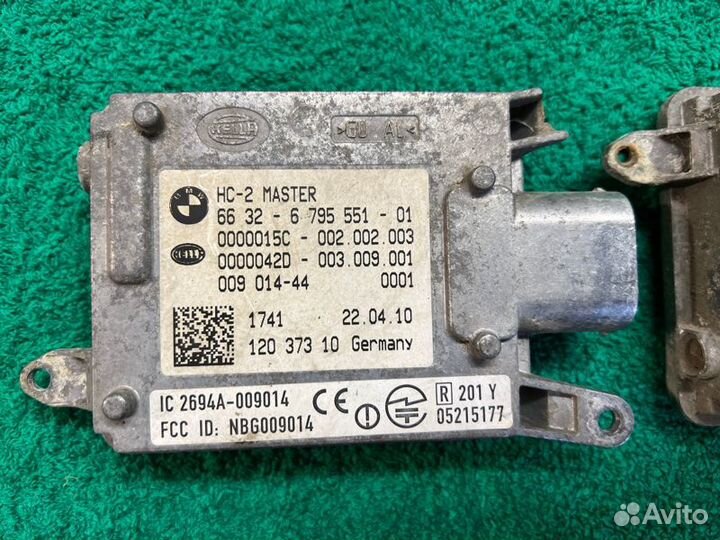 HELLA
>GD AL<
BMW
HC-2 MASTER
66 32 - 6 795 551 - 01
0000015C - 002.002.003
HELLA
0000042D - 003.009.001
009 014-44 0001
1741 22.04.10
120 373 10 Germany
IC 2694A-009014
FCC ID: NBG009014
CE
R 201 Y
05215177
Avito